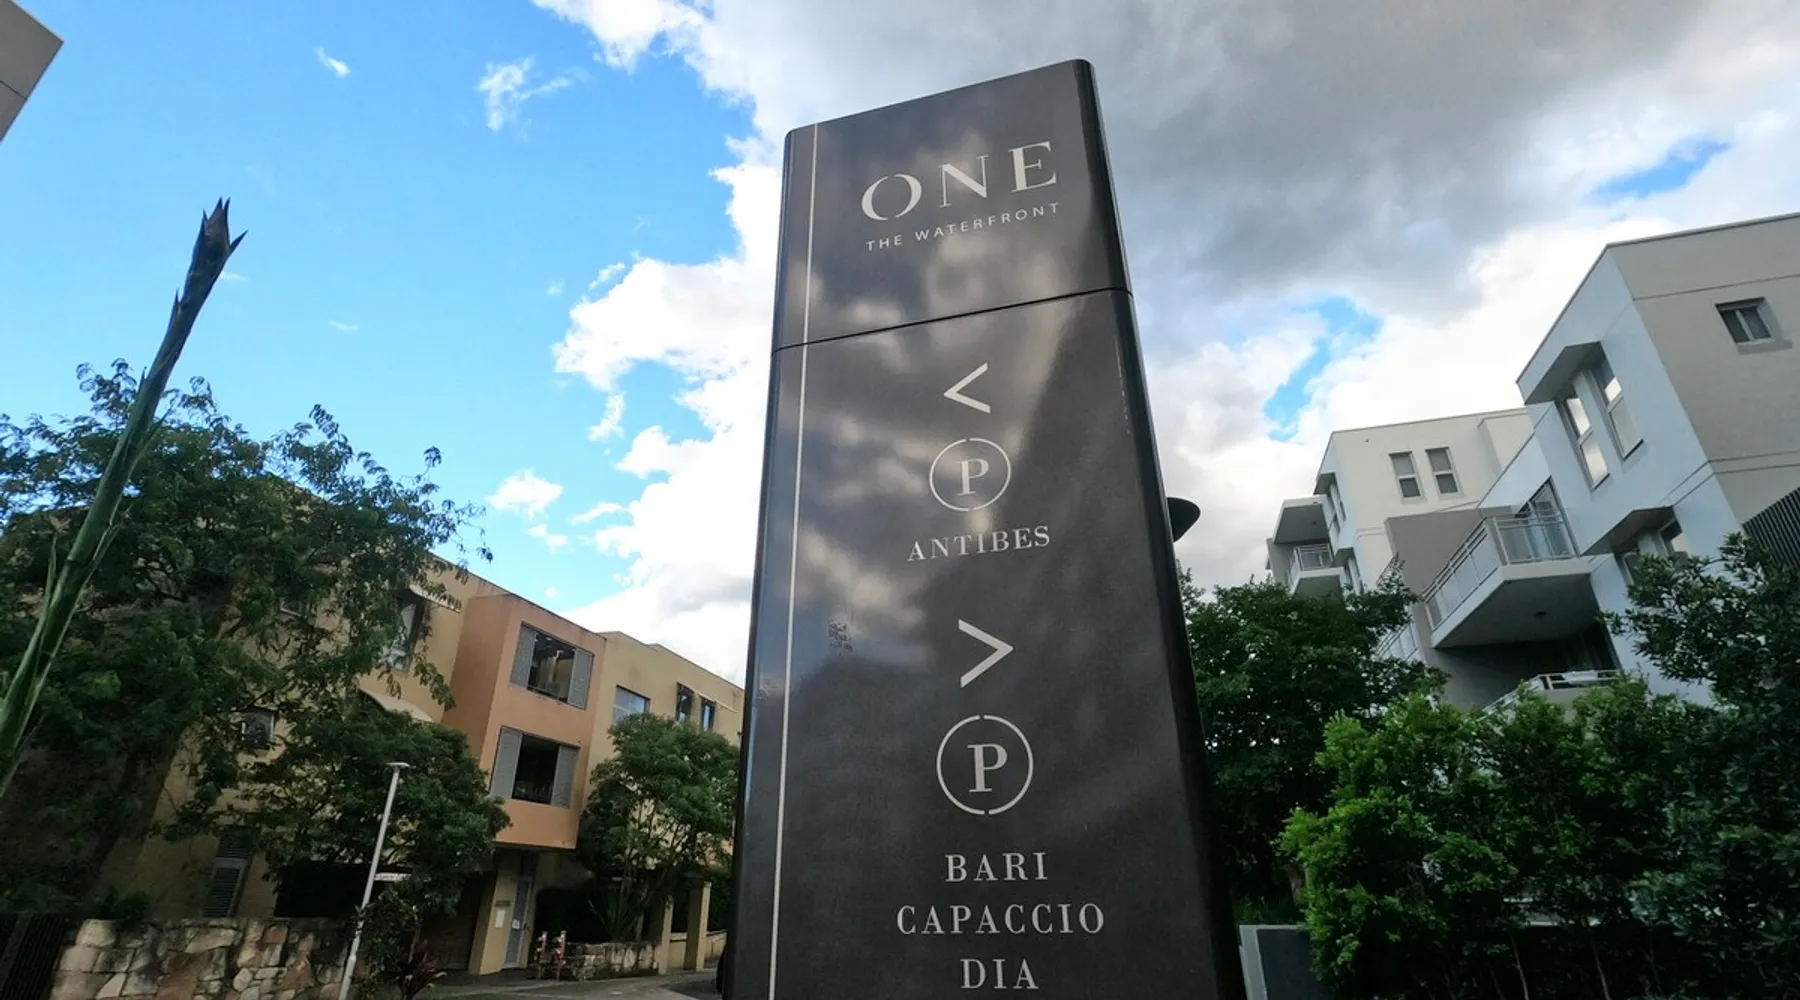 ONE
THE WATERFRONT
<
P
ANTIBES
>
P
BARI
CAPACCIO
DIA